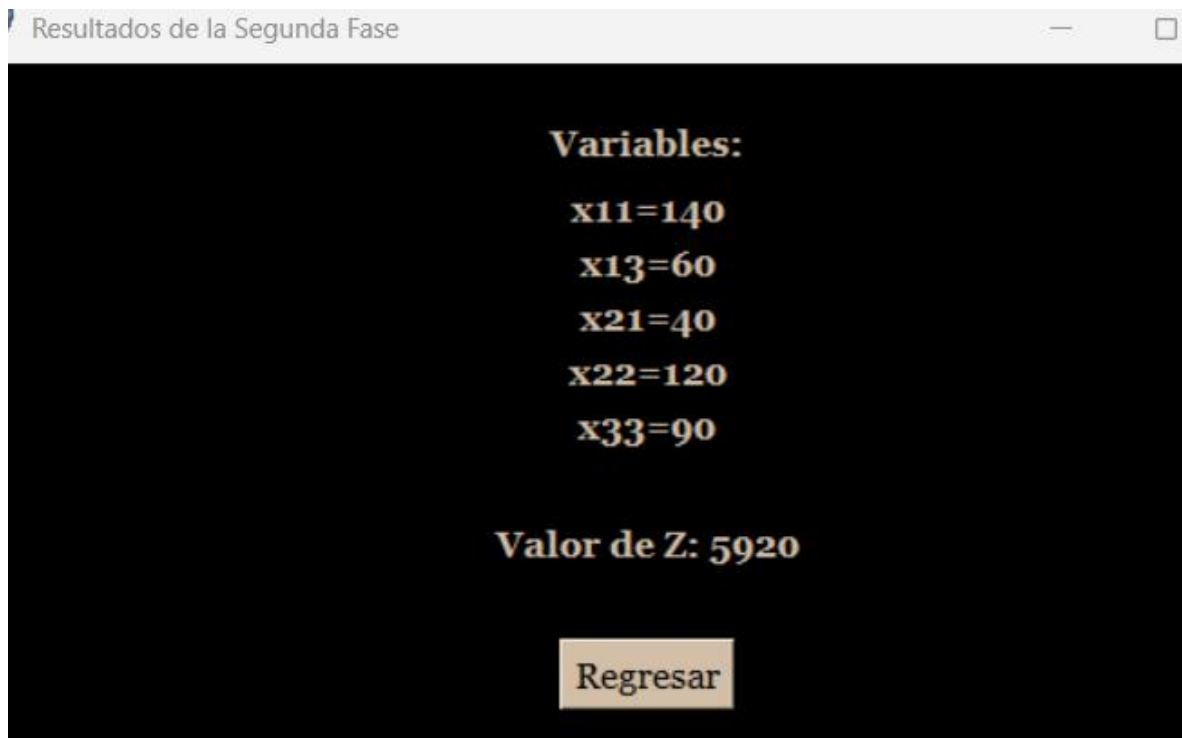 Resultados de la Segunda Fase
Variables:
x11=140
x13=60
x21=40
x22=120
x33=90
Valor de Z: 5920
Regresar